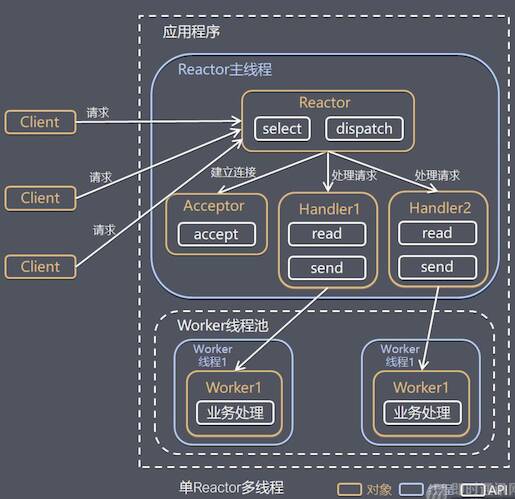 应用程序
Reactor主线程
Reactor
select
dispatch
Client
请求
Client
请求
Client
请求
建立连接
处理请求
处理请求
Acceptor
accept
Handler1
read
send
Handler2
read
send
Worker线程池
Worker
线程1
Worker1
业务处理
Worker
线程1
Worker1
业务处理
单Reactor多线程
对象
线程
API